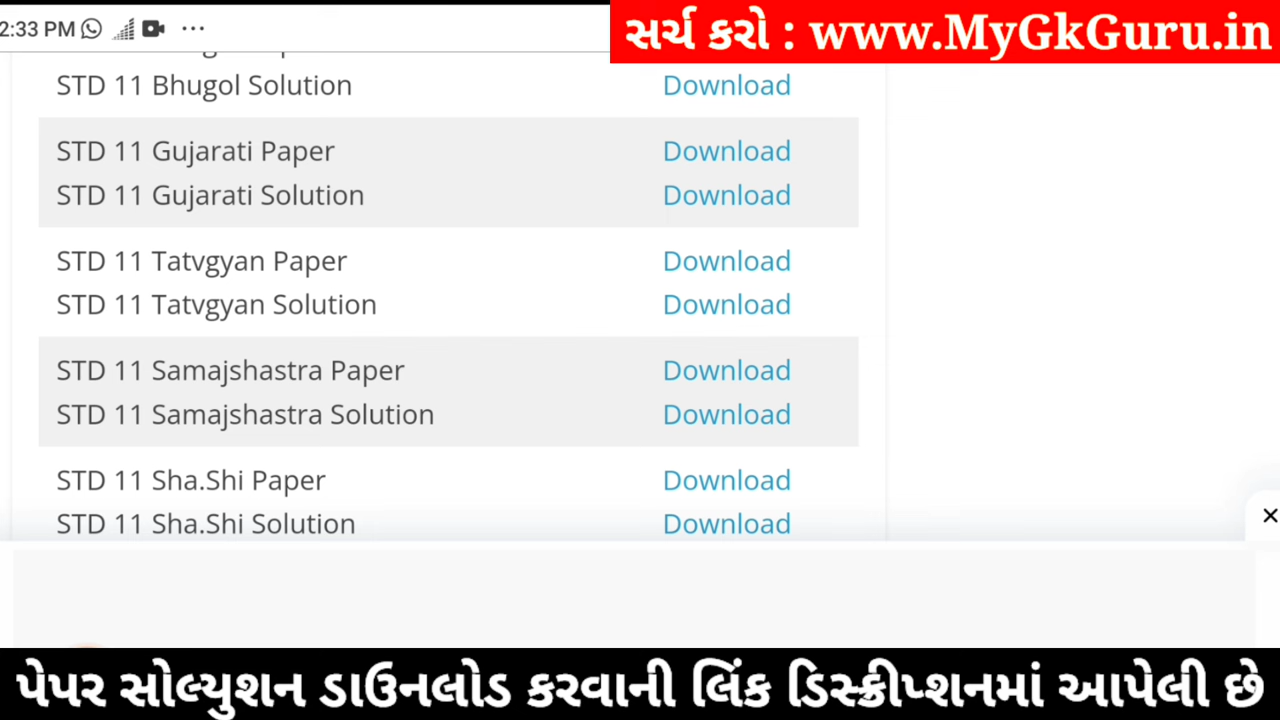 2:33 PM
સર્ચ કરો : www.MyGkGuru.in
STD 11 Bhugol Solution Download
STD 11 Gujarati Paper Download
STD 11 Gujarati Solution Download
STD 11 Tatvgyan Paper Download
STD 11 Tatvgyan Solution Download
STD 11 Samajshastra Paper Download
STD 11 Samajshastra Solution Download
STD 11 Sha.Shi Paper Download
STD 11 Sha.Shi Solution Download
પેપર સોલ્યુશન ડાઉનલોડ કરવાની લિંક ડિસ્ક્રીપ્શનમાં આપેલી છે